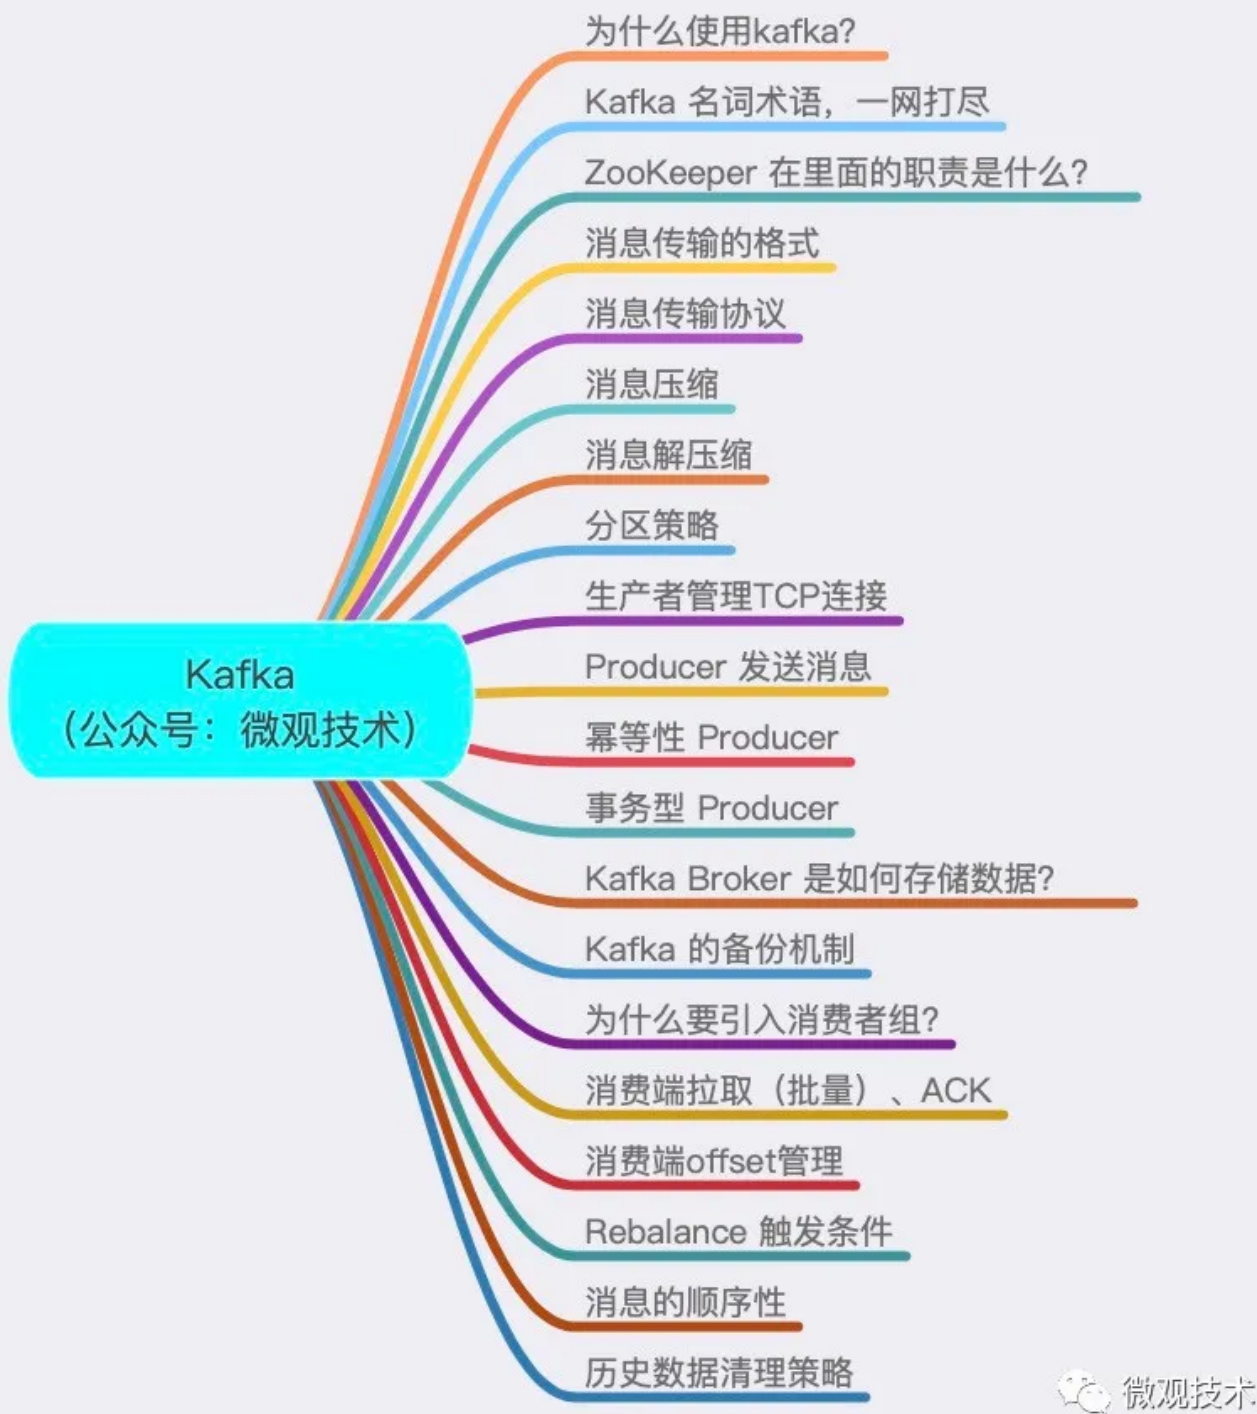 为什么使用kafka?
Kafka 名词术语，一网打尽
ZooKeeper 在里面的职责是什么?
消息传输的格式
消息传输协议
消息压缩
消息解压缩
分区策略
生产者管理TCP连接
Producer 发送消息
Kafka
（公众号：微观技术）
幂等性 Producer
事务型 Producer
Kafka Broker 是如何存储数据?
Kafka 的备份机制
为什么要引入消费者组?
消费端拉取（批量）、ACK
消费端offset管理
Rebalance 触发条件
消息的顺序性
历史数据清理策略
微观技术